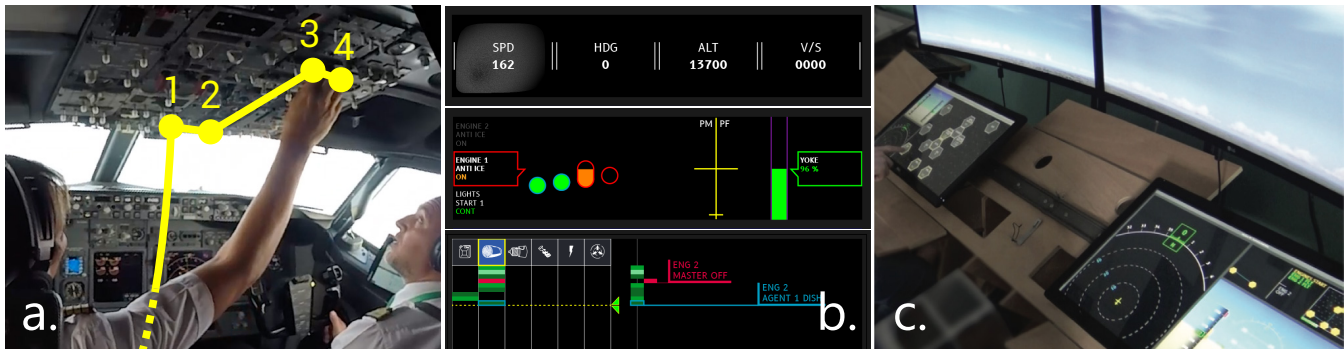 1
2
3
4
a.
SPD
162
HDG
0
ALT
13700
V/S
0000
ENGINE 2
ANTI ICE
ON
ENGINE 1
ANTI ICE
ON
LIGHTS
START 1
CONT
PM PF
YOKE
96 %
ENG 2
MASTER OFF
ENG 2
AGENT 1 DISH
b.
c.